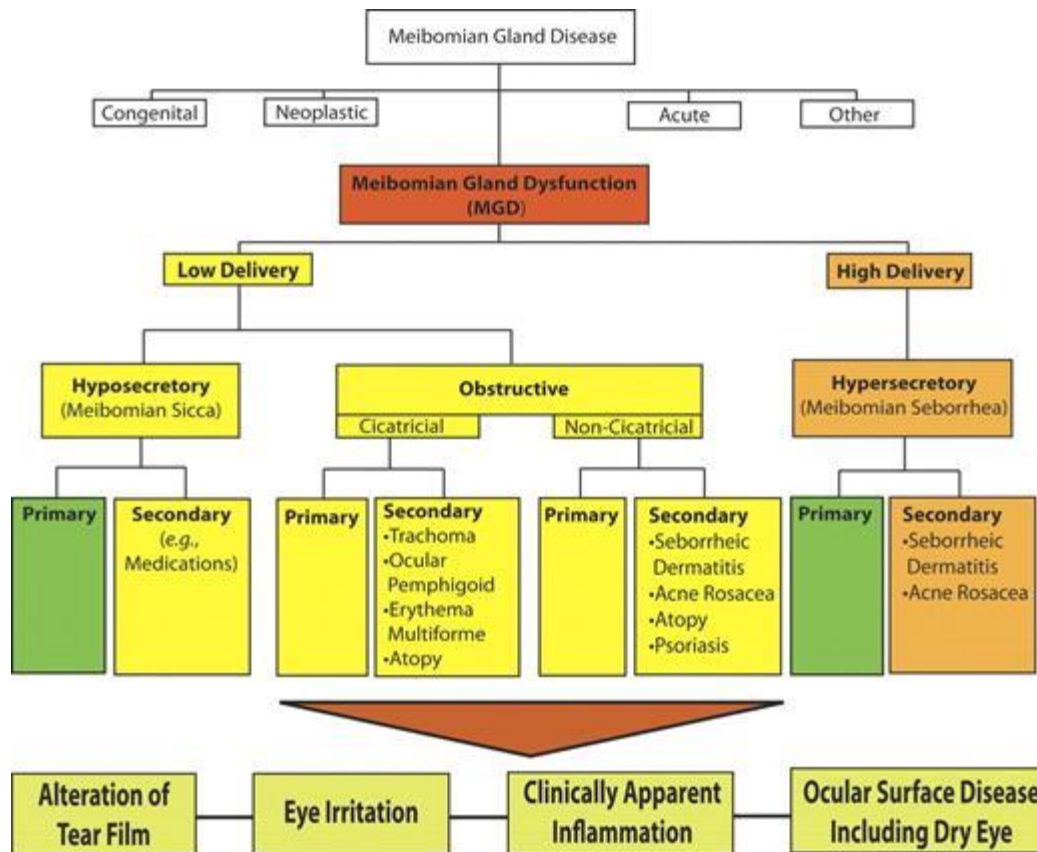 Meibomian Gland Disease
Congenital
Neoplastic
Acute
Other
Meibomian Gland Dysfunction
(MGD)
Low Delivery
High Delivery
Hyposecretory
(Meibomian Sicca)
Obstructive
Cicatricial
Non-Cicatricial
Hypersecretory
(Meibomian Seborrhea)
Primary
Secondary
(e.g.,
Medications)
Primary
Secondary
•Trachoma
•Ocular
Pemphigoid
•Erythema
Multiforme
•Atopy
Primary
Secondary
•Seborrheic
Dermatitis
•Acne Rosacea
•Atopy
•Psoriasis
Primary
Secondary
•Seborrheic
Dermatitis
•Acne Rosacea
Alteration of
Tear Film
Eye Irritation
Clinically Apparent
Inflammation
Ocular Surface Disease
Including Dry Eye